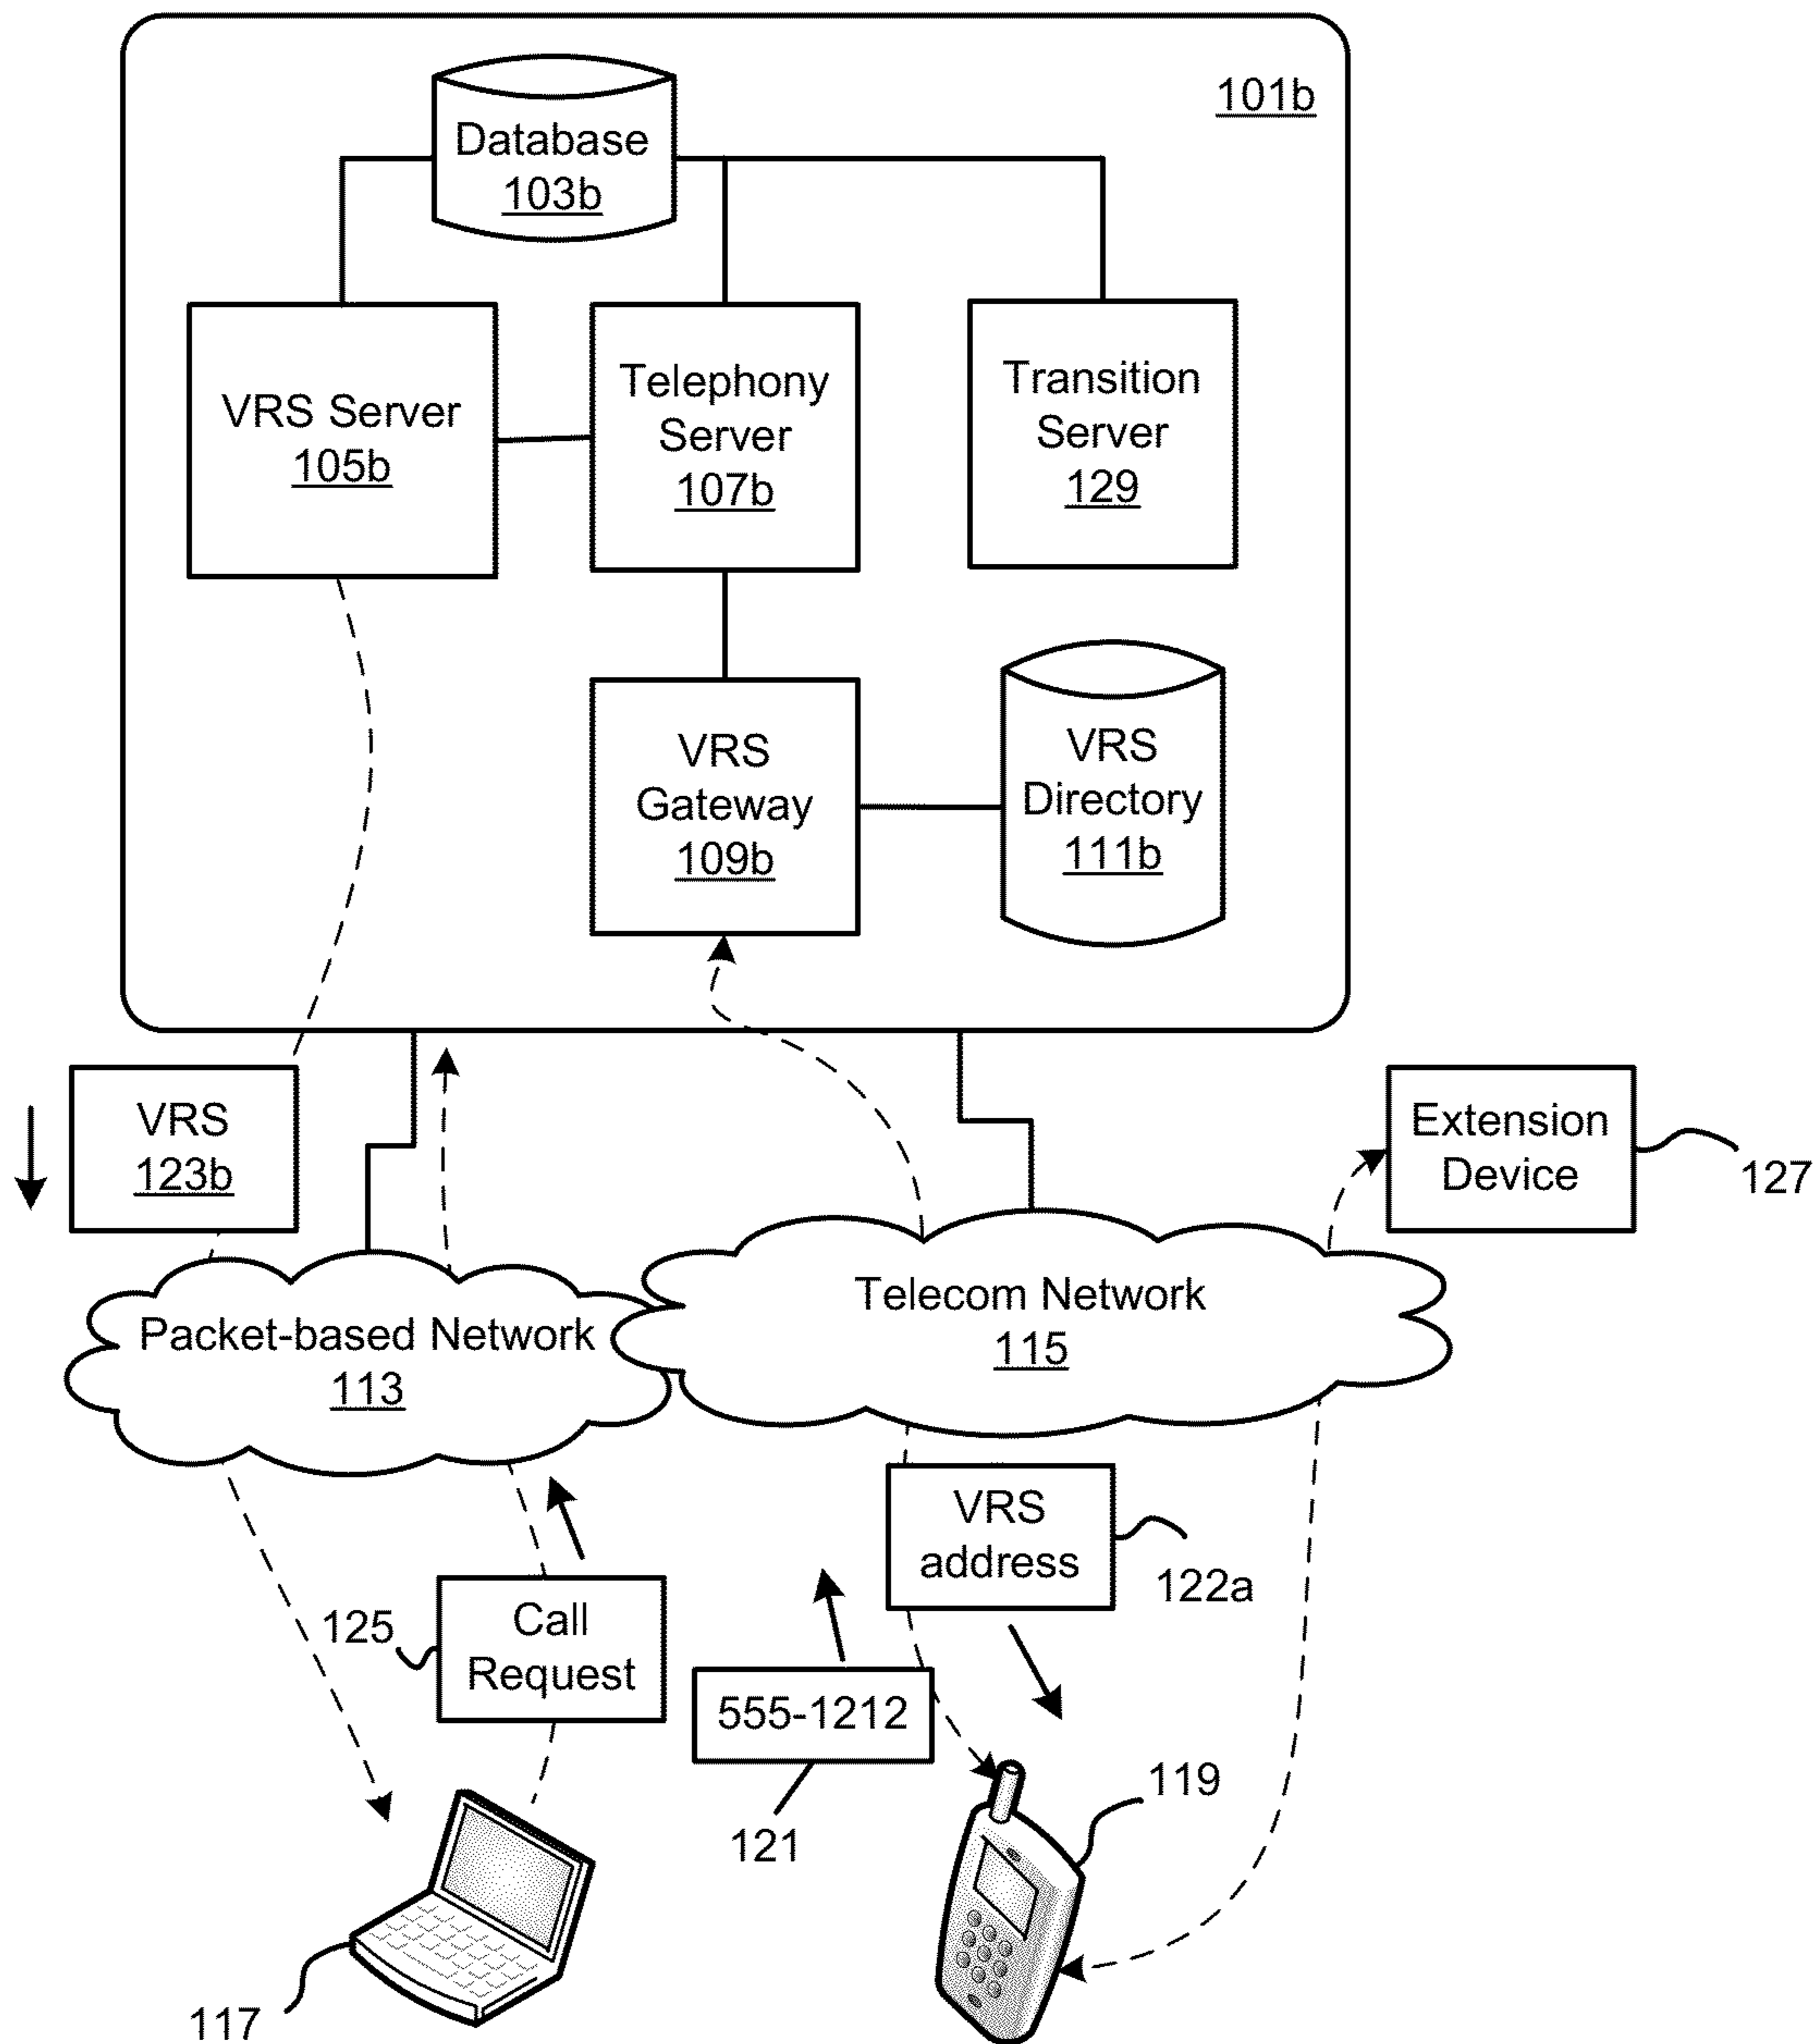 101b
Database
103b
VRS Server
105b
Telephony
Server
107b
Transition
Server
129
VRS
Gateway
109b
VRS
Directory
111b
VRS
123b
Extension
Device
127
Telecom Network
115
Packet-based Network
113
VRS
address
122a
125
Call
Request
555-1212
121
119
117